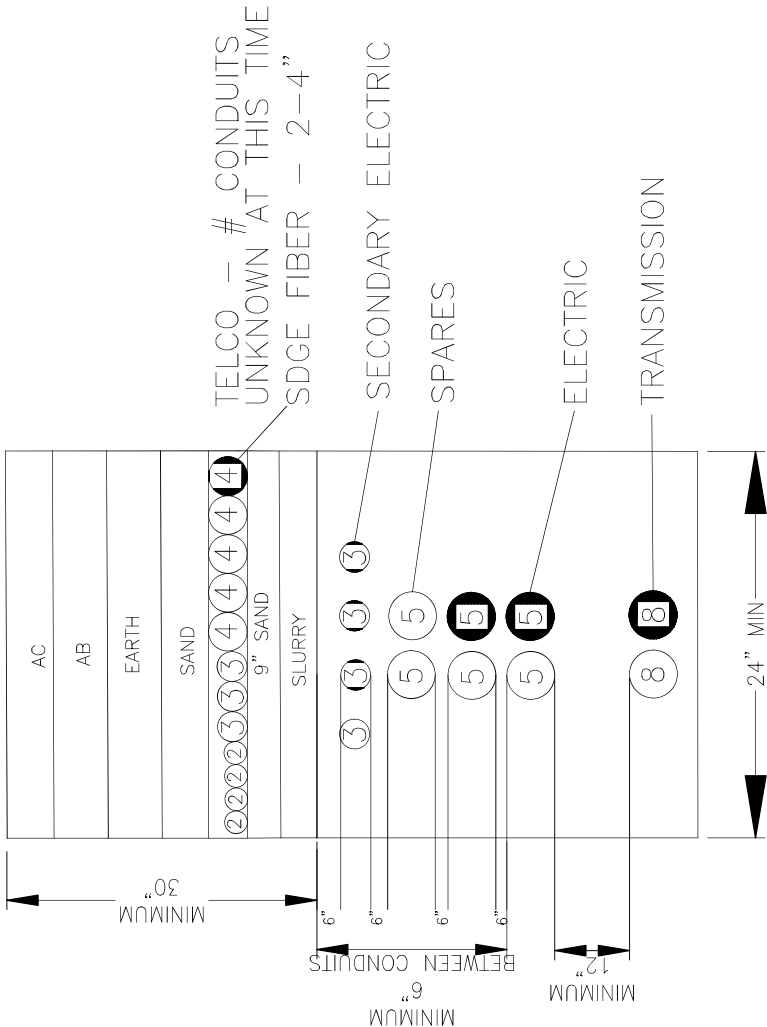 AC
AB
EARTH
SAND
2 2 2 2 3 3 3 4 4 4 4 4
9" SAND
SLURRY
3 3 3 3
5 5
5 5
5 5
8 8
TELCO – # CONDUITS
UNKNOWN AT THIS TIME
SDGE FIBER – 2–4"
SECONDARY ELECTRIC
SPARES
ELECTRIC
TRANSMISSION
MINIMUM
30"
6"
6"
6"
6"
MINIMUM
6"
BETWEEN CONDUITS
MINIMUM
12"
24" MIN